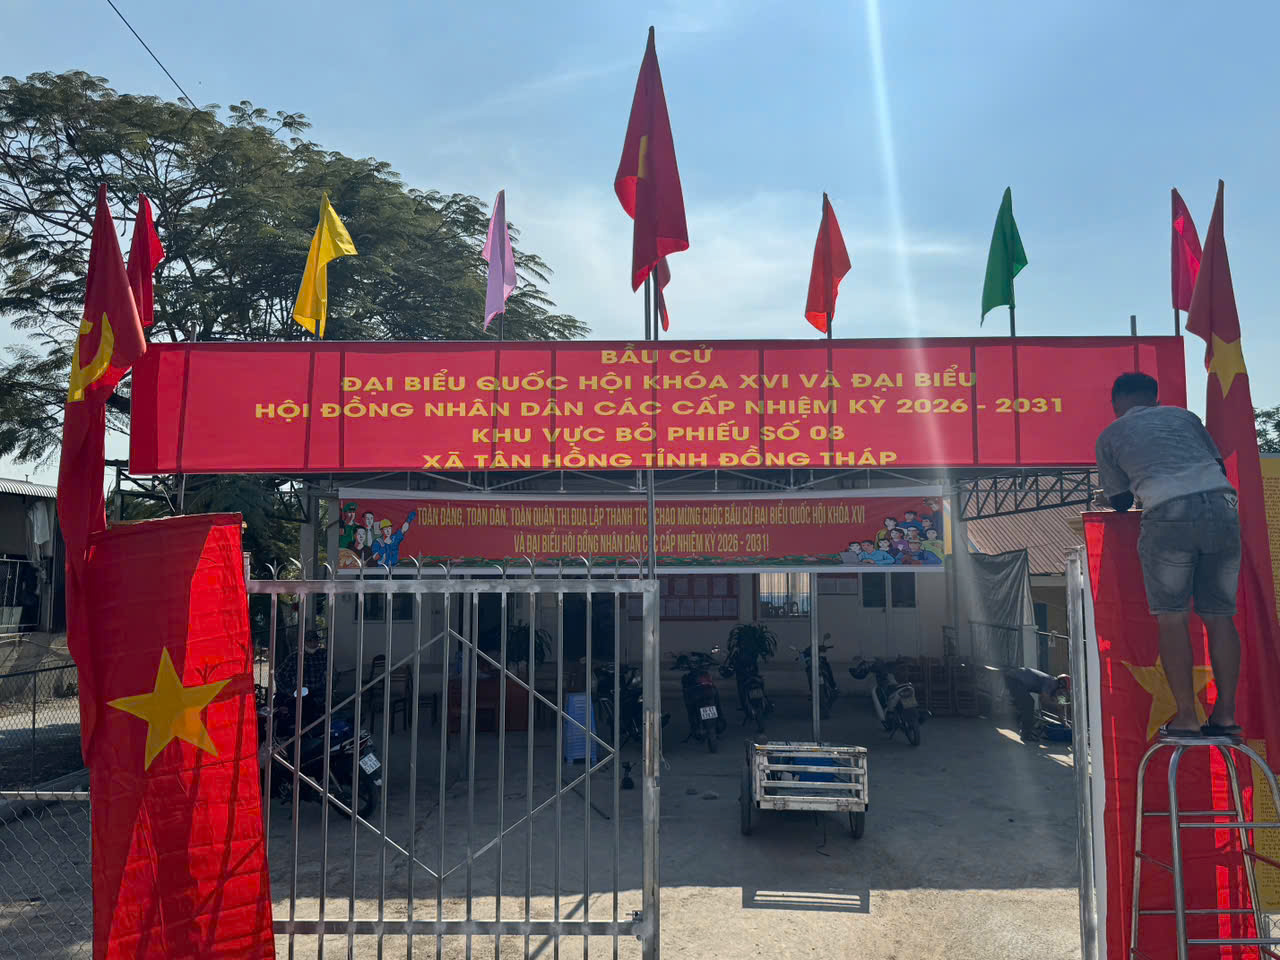 BẦU CỬ
ĐẠI BIỂU QUỐC HỘI KHÓA XVI VÀ ĐẠI BIỂU
HỘI ĐỒNG NHÂN DÂN CÁC CẤP NHIỆM KỲ 2026 - 2031
KHU VỰC BỎ PHIẾU SỐ 08
XÃ TÂN HỒNG TỈNH ĐỒNG THÁP
TOÀN ĐẢNG, TOÀN DÂN, TOÀN QUÂN THI ĐUA LẬP THÀNH TÍCH CHÀO MỪNG CUỘC BẦU CỬ ĐẠI BIỂU QUỐC HỘI KHÓA XVI
VÀ ĐẠI BIỂU HỘI ĐỒNG NHÂN DÂN CÁC CẤP NHIỆM KỲ 2026 - 2031!